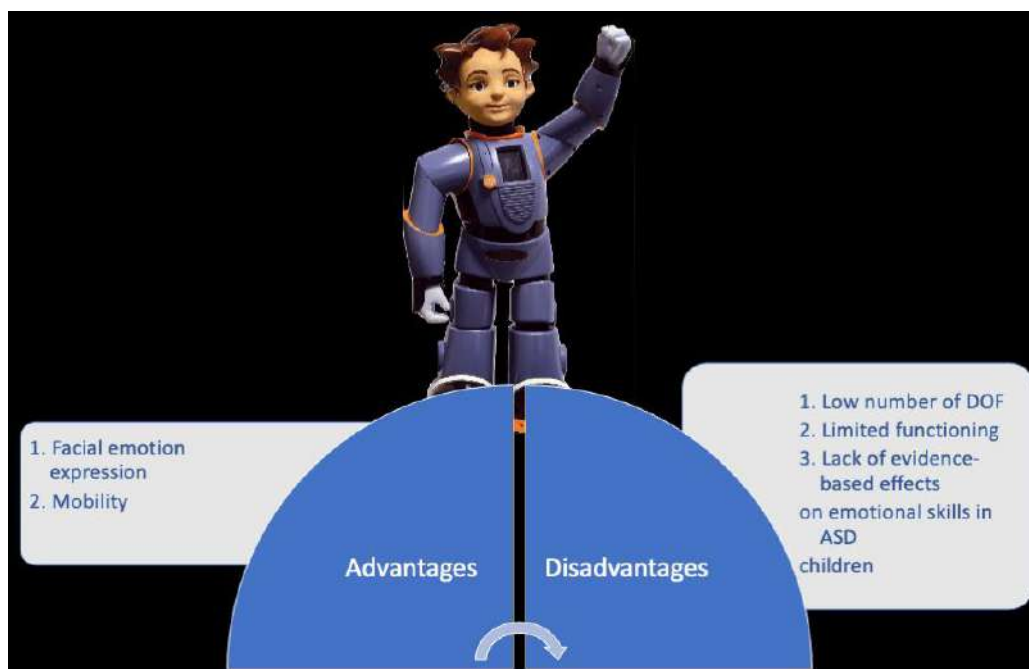 1. Facial emotion
expression
2. Mobility
Advantages
Disadvantages
1. Low number of DOF
2. Limited functioning
3. Lack of evidence-
based effects
on emotional skills in
ASD
children